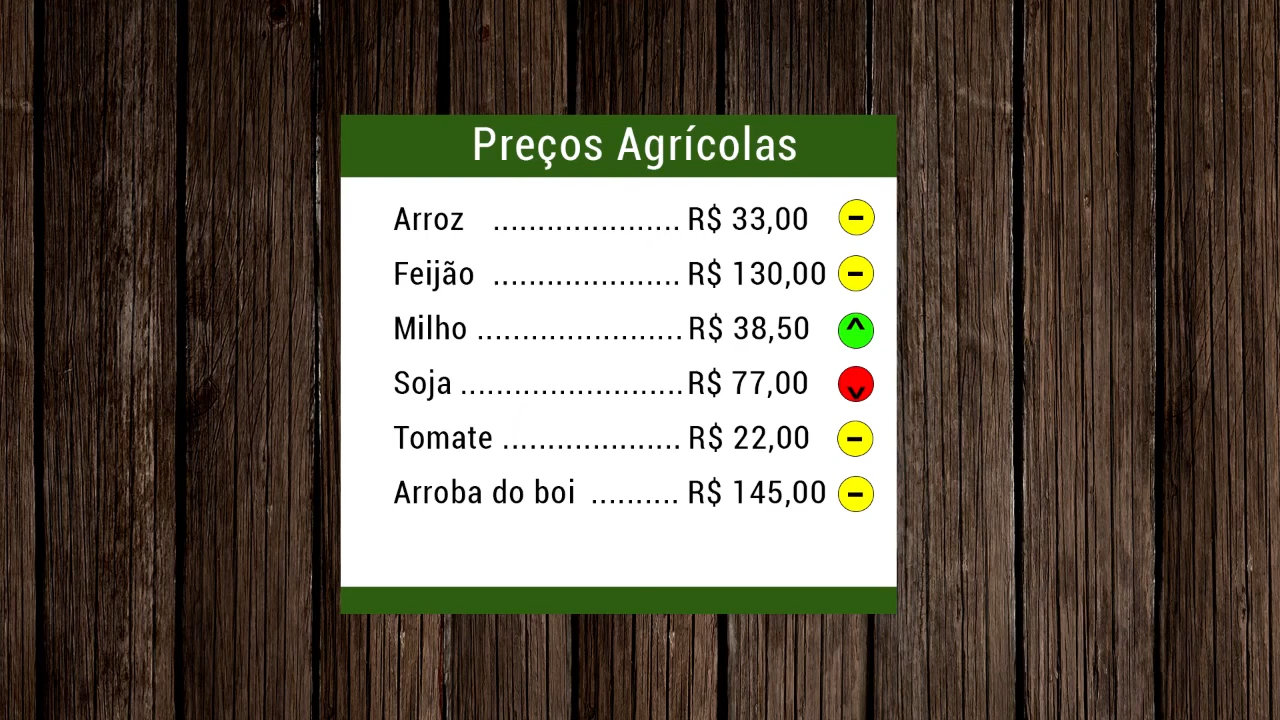 Preços Agrícolas
Arroz ..................... R$ 33,00 -
Feijão ..................... R$ 130,00 -
Milho ....................... R$ 38,50 ^
Soja ......................... R$ 77,00 v
Tomate .................... R$ 22,00 -
Arroba do boi .......... R$ 145,00 -